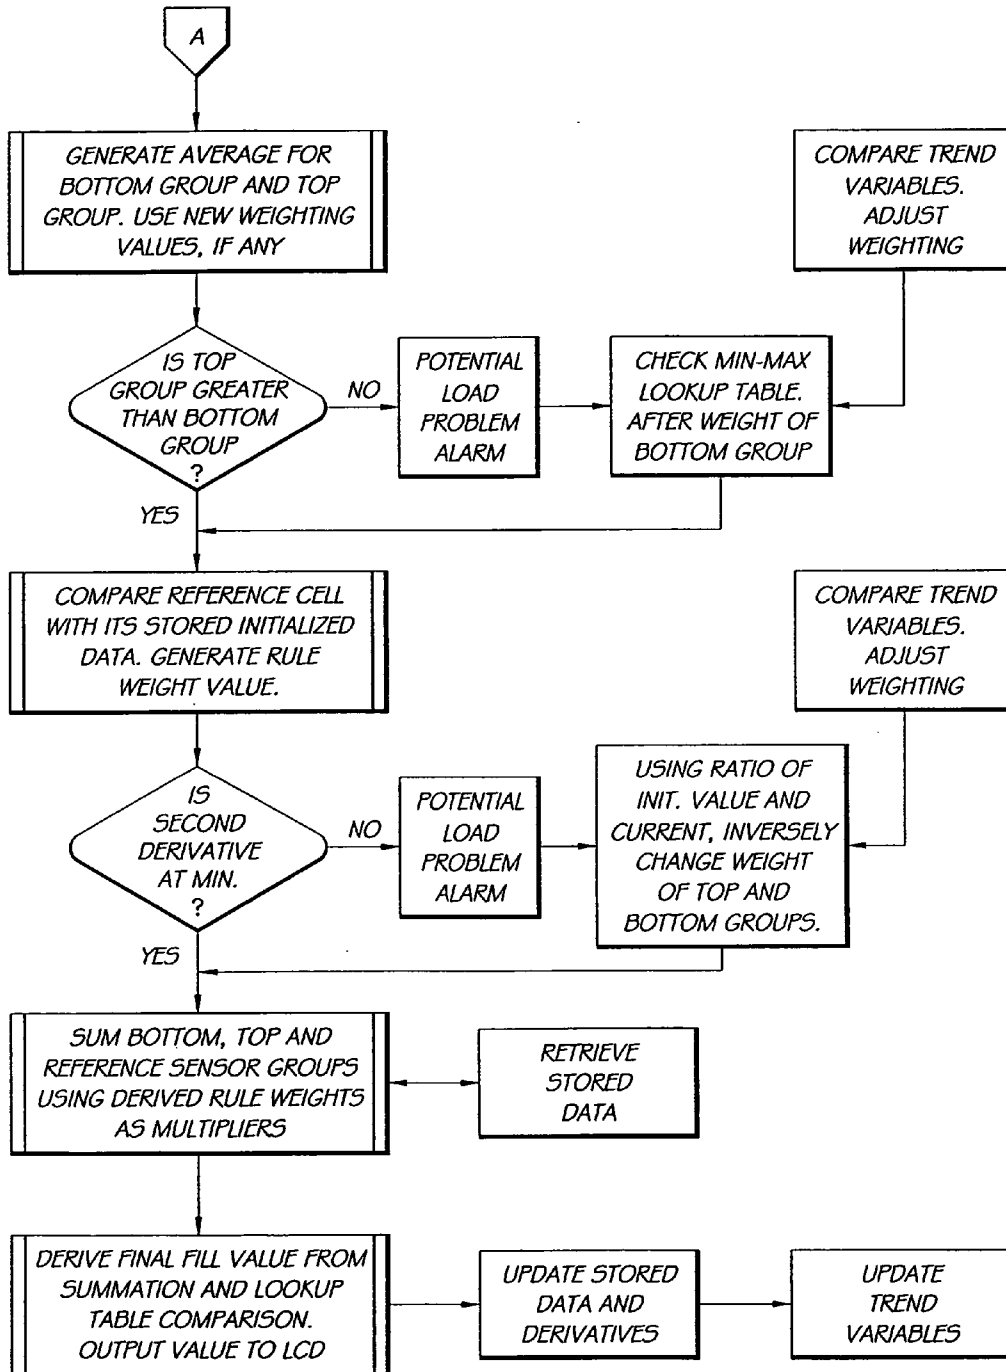 A
GENERATE AVERAGE FOR
BOTTOM GROUP AND TOP
GROUP. USE NEW WEIGHTING
VALUES, IF ANY
COMPARE TREND
VARIABLES.
ADJUST
WEIGHTING
IS TOP
GROUP GREATER
THAN BOTTOM
GROUP
?
NO
POTENTIAL
LOAD
PROBLEM
ALARM
CHECK MIN-MAX
LOOKUP TABLE.
AFTER WEIGHT OF
BOTTOM GROUP
YES
COMPARE REFERENCE CELL
WITH ITS STORED INITIALIZED
DATA. GENERATE RULE
WEIGHT VALUE.
COMPARE TREND
VARIABLES.
ADJUST
WEIGHTING
IS
SECOND
DERIVATIVE
AT MIN.
?
NO
POTENTIAL
LOAD
PROBLEM
ALARM
USING RATIO OF
INIT. VALUE AND
CURRENT, INVERSELY
CHANGE WEIGHT
OF TOP AND
BOTTOM GROUPS.
YES
SUM BOTTOM, TOP AND
REFERENCE SENSOR GROUPS
USING DERIVED RULE WEIGHTS
AS MULTIPLIERS
RETRIEVE
STORED
DATA
DERIVE FINAL FILL VALUE FROM
SUMMATION AND LOOKUP
TABLE COMPARISON.
OUTPUT VALUE TO LCD
UPDATE STORED
DATA AND
DERIVATIVES
UPDATE
TREND
VARIABLES